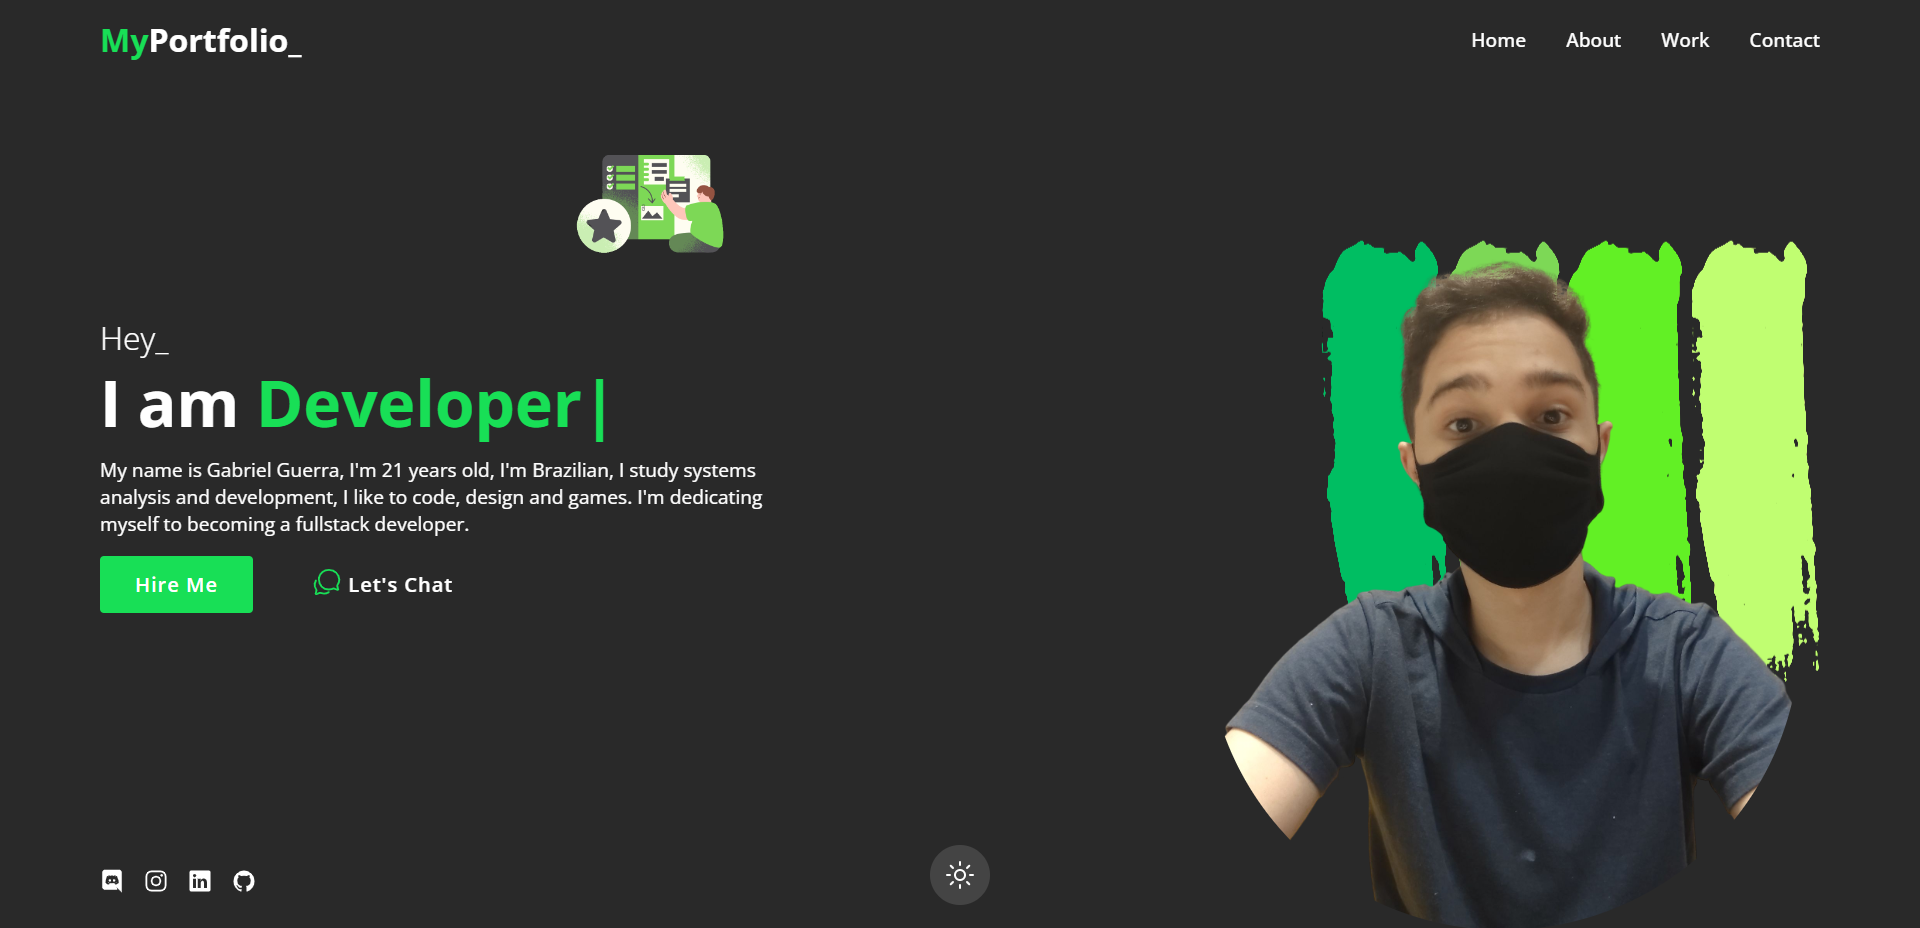 MyPortfolio_
Home About Work Contact
Hey_
I am Developer|
My name is Gabriel Guerra, I'm 21 years old, I'm Brazilian, I study systems
analysis and development, I like to code, design and games. I'm dedicating
myself to becoming a fullstack developer.
Hire Me
Let's Chat
in